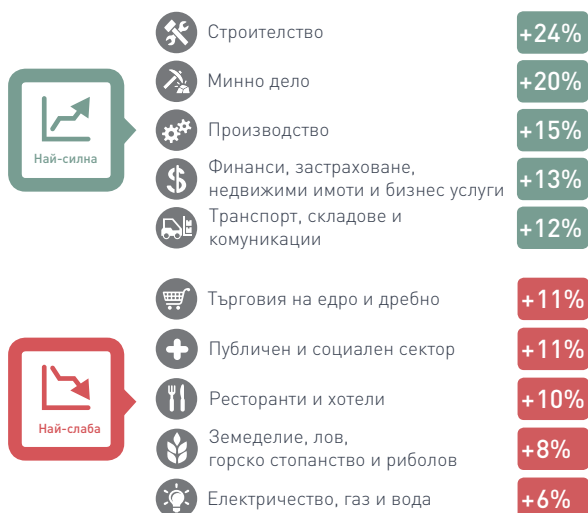 Най-силна
Строителство
+24%
Минно дело
+20%
Производство
+15%
Финанси, застраховане,
недвижими имоти и бизнес услуги
+13%
Транспорт, складове и
комуникации
+12%
Най-слаба
Търговия на едро и дребно
+11%
Публичен и социален сектор
+11%
Ресторанти и хотели
+10%
Земеделие, лов,
горско стопанство и риболов
+8%
Електричество, газ и вода
+6%